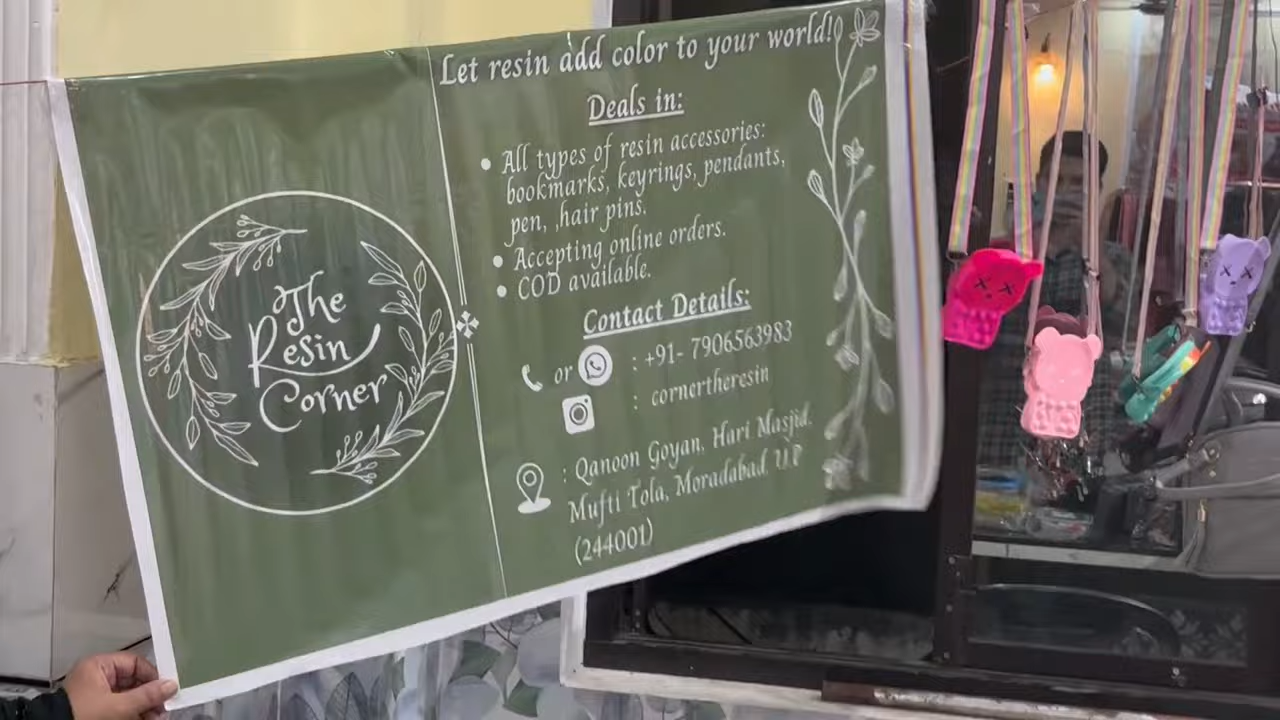 The
Resin
Corner
Let resin add color to your world!
Deals in:
• All types of resin accessories:
bookmarks, keyrings, pendants,
pen, ,hair pins.
• Accepting online orders.
• COD available.
Contact Details:
or : +91- 7906563983
: cornertheresin
: Qanoon Goyan, Hari Masjid,
Mufti Tola, Moradabad, U.P
(244001)